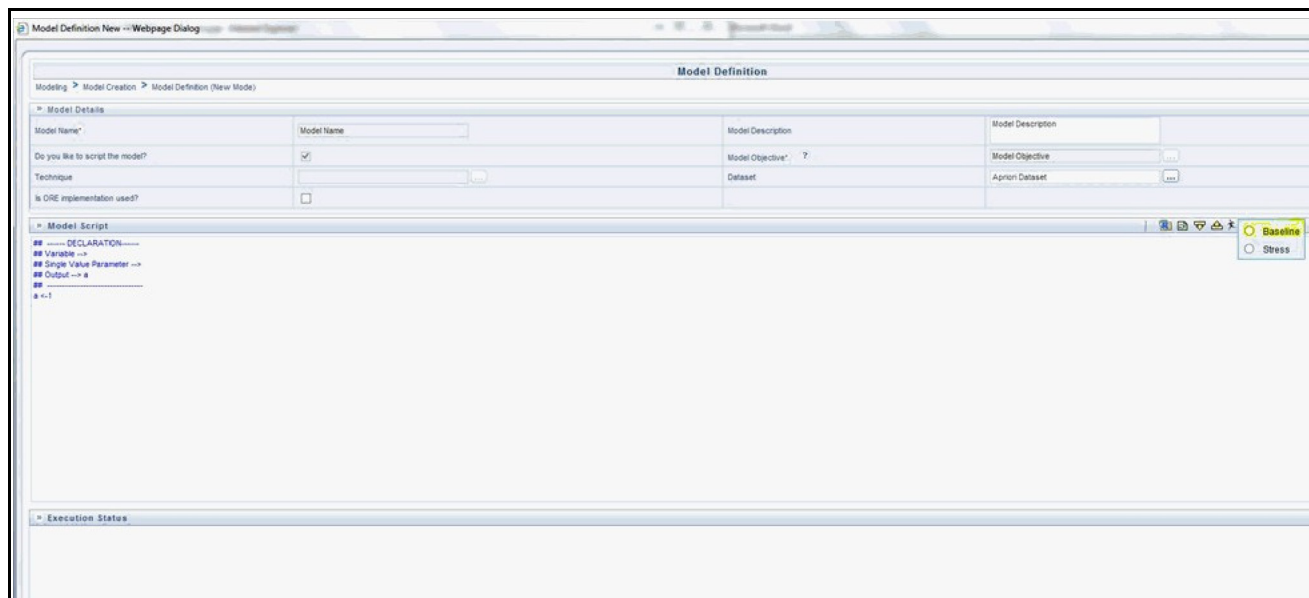 Model Definition New -- Webpage Dialog
Model Definition
Modeling > Model Creation > Model Definition (New Mode)
» Model Details
Model Name* Model Name Model Description Model Description
Do you like to script the model? Model Objective* ? Model Objective ...
Technique ... Dataset Apriori Dataset ...
Is ORE implementation used?
» Model Script
Baseline
Stress
## ------ DECLARATION------
## Variable -->
## Single Value Parameter -->
## Output --> a
## --------------------------------
a <-1
» Execution Status